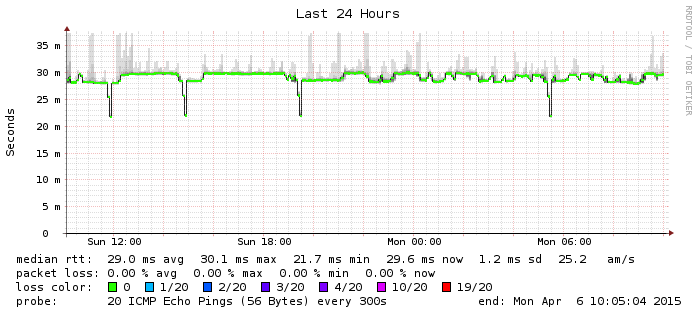 Last 24 Hours
RRDTOOL / TOBI OETIKER
Seconds
35 m
30 m
25 m
20 m
15 m
10 m
5 m
0
Sun 12:00 Sun 18:00 Mon 00:00 Mon 06:00
median rtt: 29.0 ms avg 30.1 ms max 21.7 ms min 29.6 ms now 1.2 ms sd 25.2 am/s
packet loss: 0.00 % avg 0.00 % max 0.00 % min 0.00 % now
loss color: 0 1/20 2/20 3/20 4/20 10/20 19/20
probe: 20 ICMP Echo Pings (56 Bytes) every 300s end: Mon Apr 6 10:05:04 2015